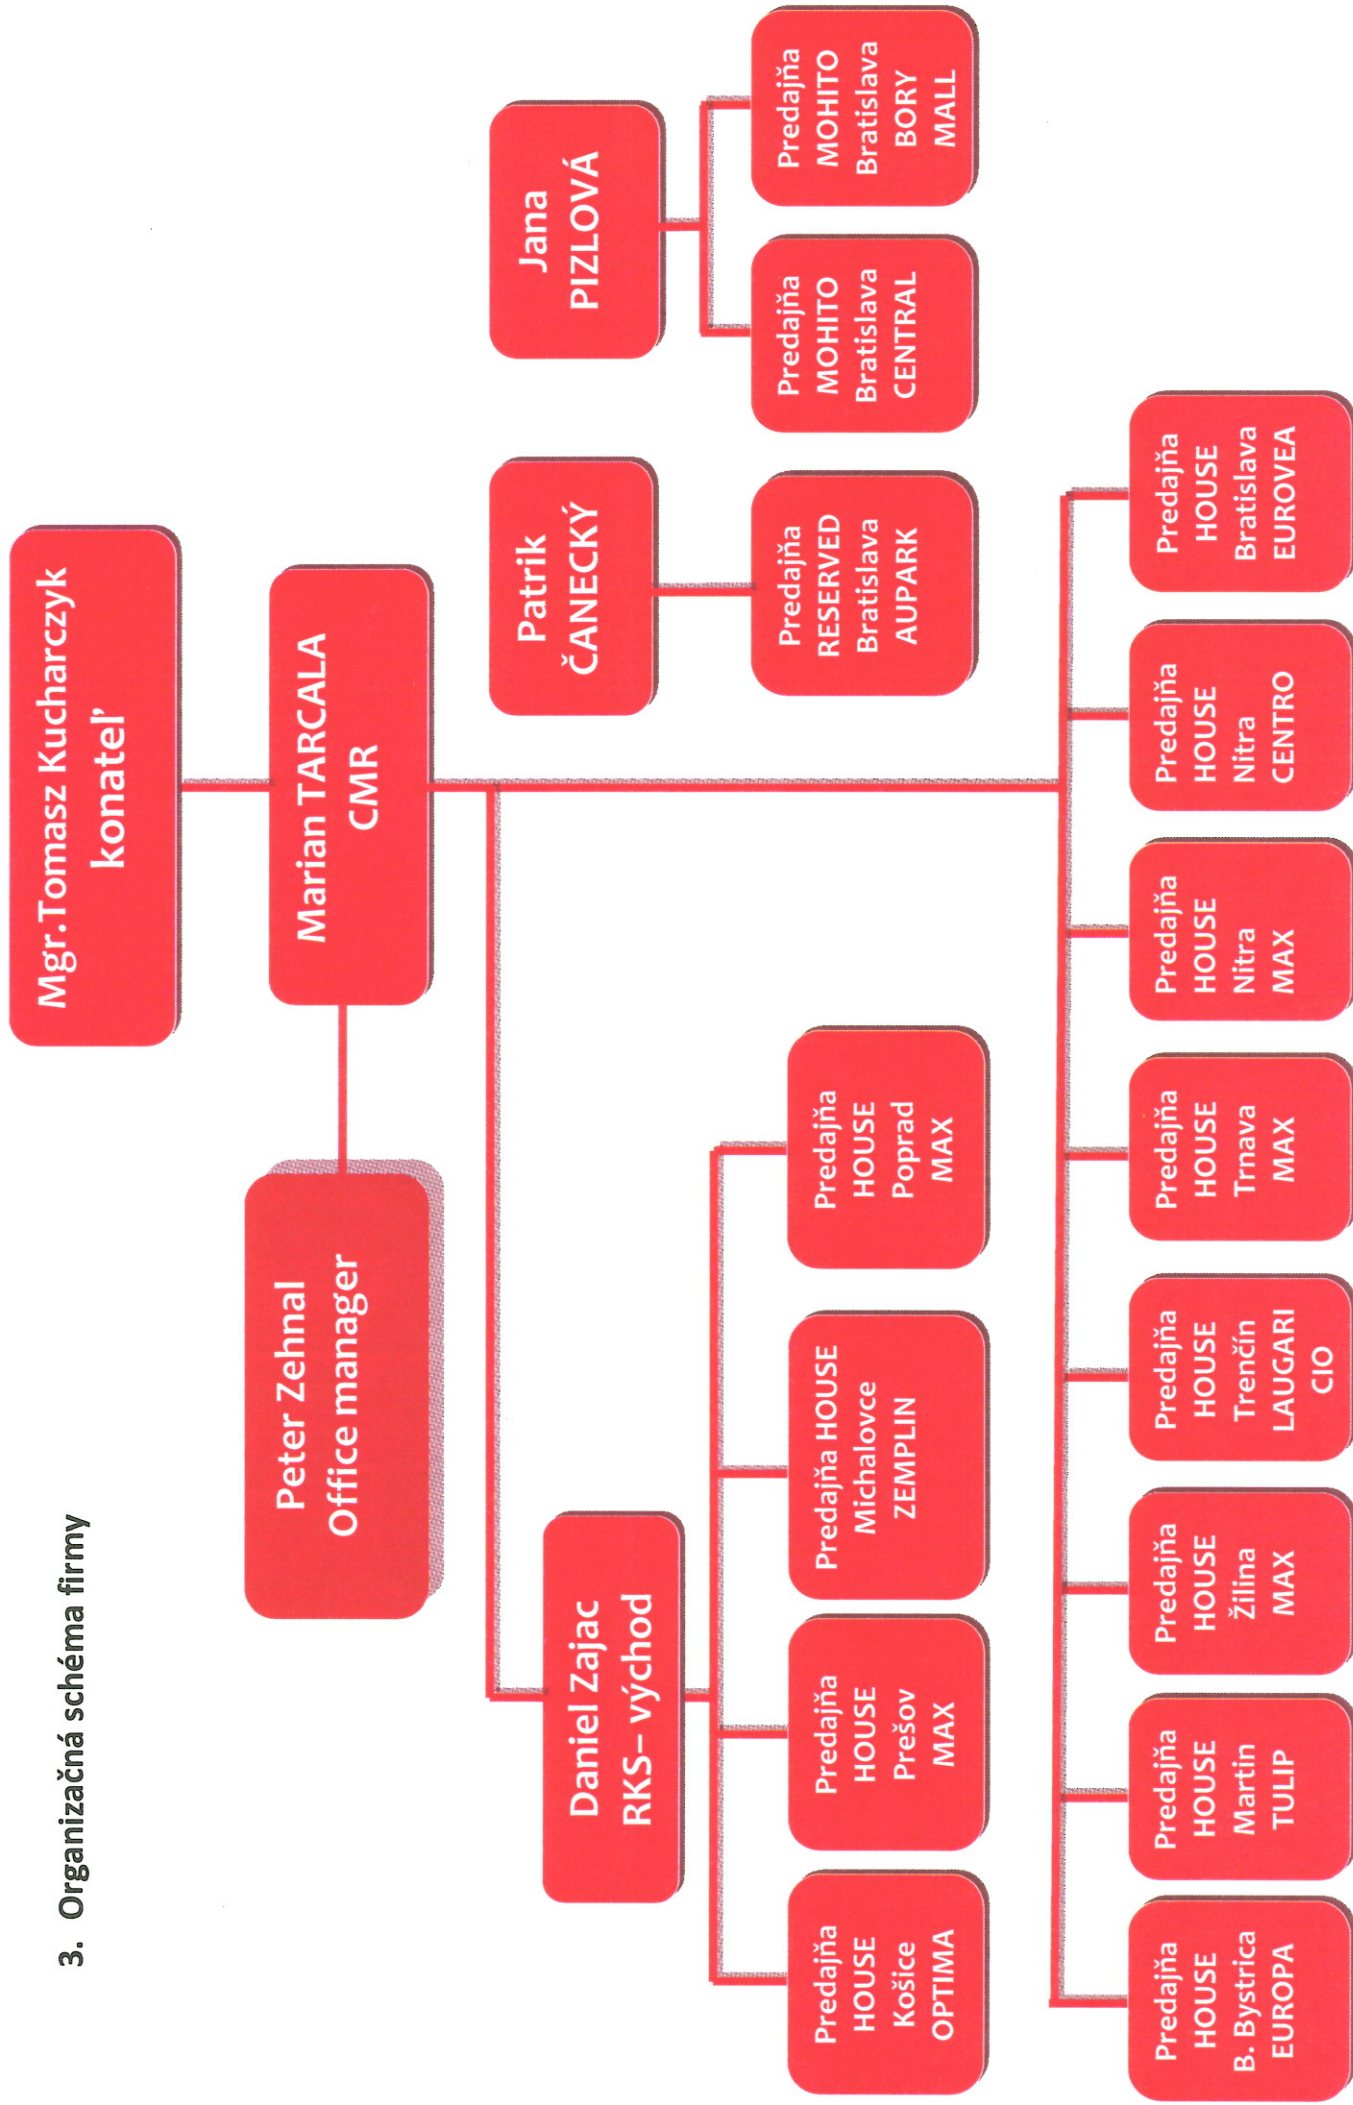 3. Organizačná schéma firmy
Mgr.Tomasz Kucharczyk
konateľ
Peter Zehnal
Office manager
Marian TARCALA
CMR
Daniel Zajac
RKS– východ
Patrik
ČANECKÝ
Jana
PIZLOVÁ
Predajňa
HOUSE
Košice
OPTIMA
Predajňa
HOUSE
Prešov
MAX
Predajňa HOUSE
Michalovce
ZEMPLIN
Predajňa
HOUSE
Poprad
MAX
Predajňa
RESERVED
Bratislava
AUPARK
Predajňa
MOHITO
Bratislava
CENTRAL
Predajňa
MOHITO
Bratislava
BORY
MALL
Predajňa
HOUSE
B. Bystrica
EUROPA
Predajňa
HOUSE
Martin
TULIP
Predajňa
HOUSE
Žilina
MAX
Predajňa
HOUSE
Trenčín
LAUGARI
CIO
Predajňa
HOUSE
Trnava
MAX
Predajňa
HOUSE
Nitra
MAX
Predajňa
HOUSE
Nitra
CENTRO
Predajňa
HOUSE
Bratislava
EUROVEA